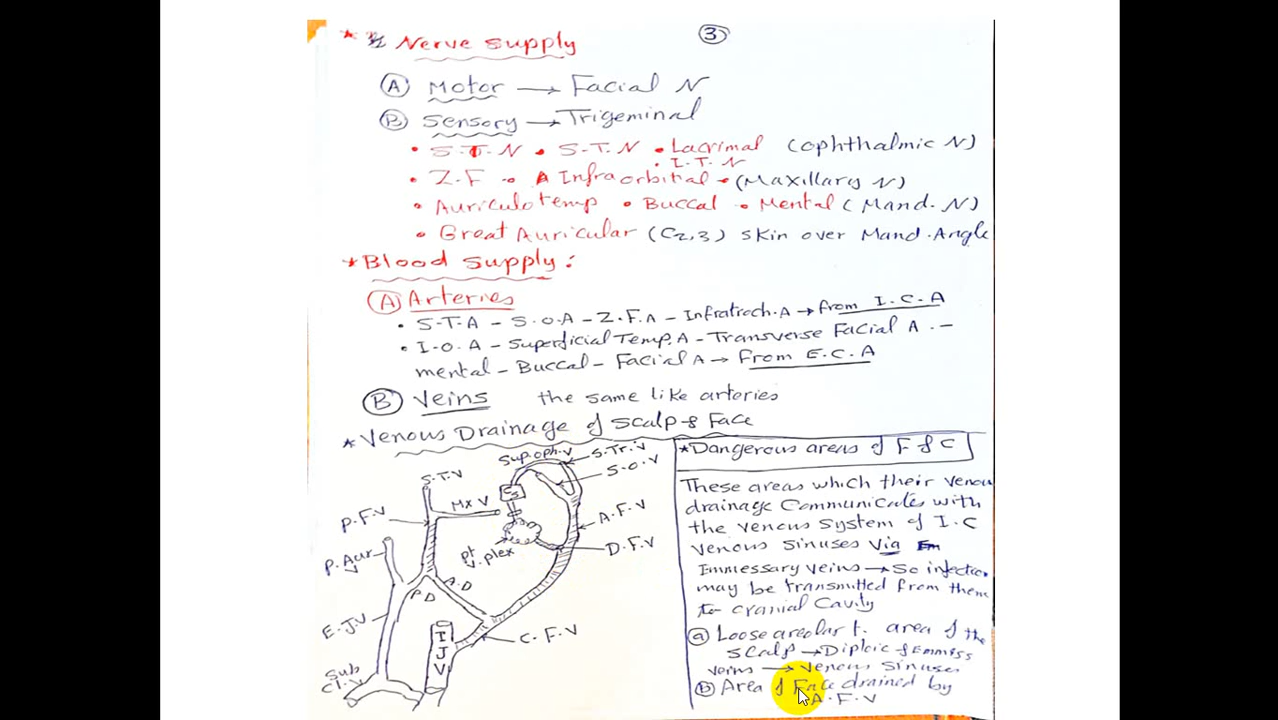 3
* Nerve supply
A Motor → Facial N
B Sensory → Trigeminal
• S.T.N • S.T.N • Lacrimal (ophthalmic N)
• I.T.N
• Z.F • Infraorbital • (Maxillary N)
• Auriculotemp • Buccal • Mental (Mand. N)
• Great Auricular (C2,3) skin over Mand. Angle
* Blood supply:
A Arteries
• S.T.A - S.O.A - Z.F.A - Infratroch.A → from I.C.A
• I.O.A - Superficial Temp.A - Transverse Facial A. -
mental - Buccal - Facial A → from E.C.A
B Veins the same like arteries
* Venous Drainage of Scalp & Face
Sup.oph.V
S.Tr.V
S.O.V
S.T.V
Mx V
P.F.V
A.F.V
D.F.V
pt. V. plex
P. Aur V
A.D
P D
E.J.V
C.F.V
I J V
Sub Cl. V
* Dangerous areas of F & C
These areas which their venous
drainage Communicates with
the venous system of I.C
venous sinuses via Em
Immessary veins → So infection
may be transmitted from them
to cranial Cavity
a Loose areolar t. area of the
scalp → Diploic & Emmiss
veins → venous sinuses
B Area of Face drained by
A.F.V